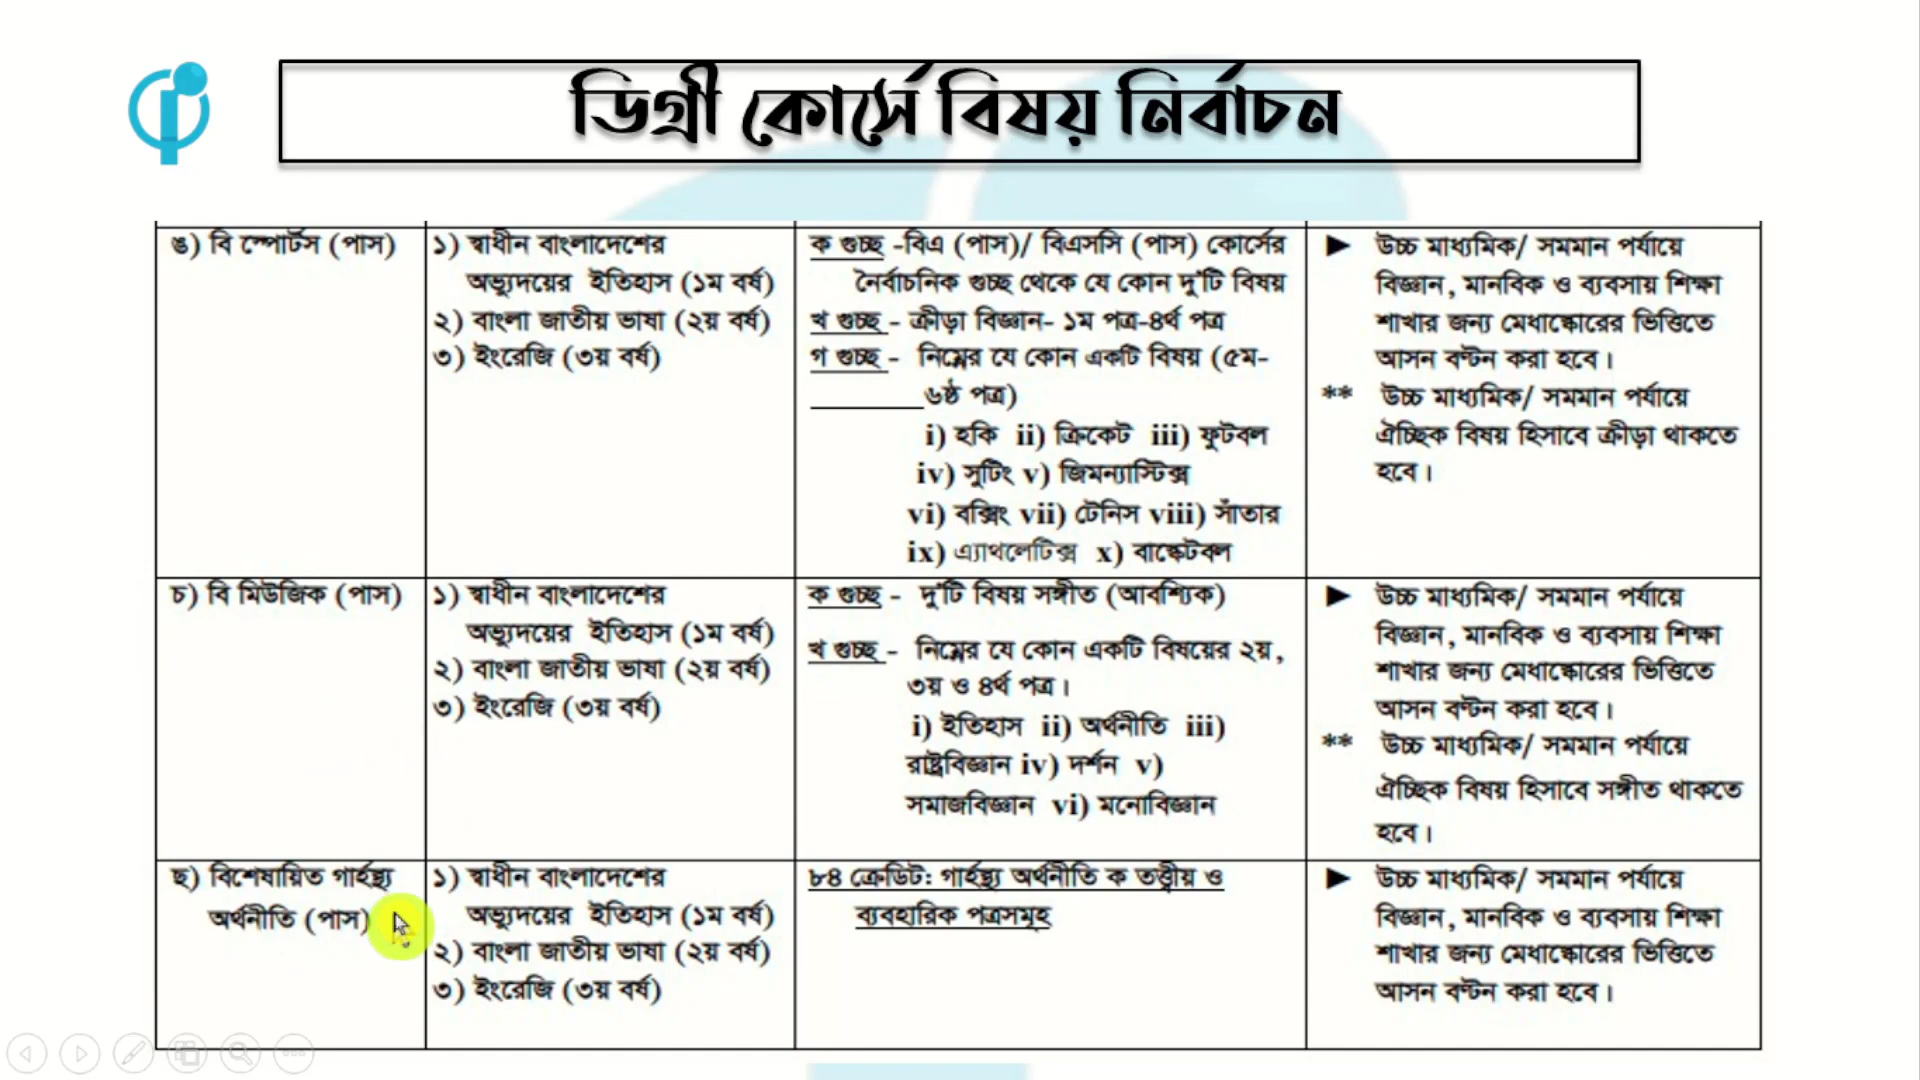 ডিগ্রী কোর্সে বিষয় নির্বাচন
ঙ) বি স্পোর্টস (পাস)
১) স্বাধীন বাংলাদেশের
অভ্যুদয়ের ইতিহাস (১ম বর্ষ)
২) বাংলা জাতীয় ভাষা (২য় বর্ষ)
৩) ইংরেজি (৩য় বর্ষ)
ক গুচ্ছ -বিএ (পাস)/ বিএসসি (পাস) কোর্সের
নৈর্বাচনিক গুচ্ছ থেকে যে কোন দু'টি বিষয়
খ গুচ্ছ - ক্রীড়া বিজ্ঞান- ১ম পত্র-৪র্থ পত্র
গ গুচ্ছ - নিম্নের যে কোন একটি বিষয় (৫ম-
৬ষ্ঠ পত্র)
i) হকি ii) ক্রিকেট iii) ফুটবল
iv) সুটিং v) জিমন্যাস্টিক্স
vi) বক্সিং vii) টেনিস viii) সাঁতার
ix) এ্যাথলেটিক্স x) বাস্কেটবল
► উচ্চ মাধ্যমিক/ সমমান পর্যায়ে
বিজ্ঞান, মানবিক ও ব্যবসায় শিক্ষা
শাখার জন্য মেধাস্কোরের ভিত্তিতে
আসন বণ্টন করা হবে।
** উচ্চ মাধ্যমিক/ সমমান পর্যায়ে
ঐচ্ছিক বিষয় হিসাবে ক্রীড়া থাকতে
হবে।
চ) বি মিউজিক (পাস)
১) স্বাধীন বাংলাদেশের
অভ্যুদয়ের ইতিহাস (১ম বর্ষ)
২) বাংলা জাতীয় ভাষা (২য় বর্ষ)
৩) ইংরেজি (৩য় বর্ষ)
ক গুচ্ছ - দু'টি বিষয় সঙ্গীত (আবশ্যিক)
খ গুচ্ছ - নিম্নের যে কোন একটি বিষয়ের ২য়,
৩য় ও ৪র্থ পত্র।
i) ইতিহাস ii) অর্থনীতি iii)
রাষ্ট্রবিজ্ঞান iv) দর্শন v)
সমাজবিজ্ঞান vi) মনোবিজ্ঞান
► উচ্চ মাধ্যমিক/ সমমান পর্যায়ে
বিজ্ঞান, মানবিক ও ব্যবসায় শিক্ষা
শাখার জন্য মেধাস্কোরের ভিত্তিতে
আসন বণ্টন করা হবে।
** উচ্চ মাধ্যমিক/ সমমান পর্যায়ে
ঐচ্ছিক বিষয় হিসাবে সঙ্গীত থাকতে
হবে।
ছ) বিশেষায়িত গার্হস্থ্য
অর্থনীতি (পাস)
১) স্বাধীন বাংলাদেশের
অভ্যুদয়ের ইতিহাস (১ম বর্ষ)
২) বাংলা জাতীয় ভাষা (২য় বর্ষ)
৩) ইংরেজি (৩য় বর্ষ)
৮৪ ক্রেডিট: গার্হস্থ্য অর্থনীতি ক তত্ত্বীয় ও
ব্যবহারিক পত্রসমূহ
► উচ্চ মাধ্যমিক/ সমমান পর্যায়ে
বিজ্ঞান, মানবিক ও ব্যবসায় শিক্ষা
শাখার জন্য মেধাস্কোরের ভিত্তিতে
আসন বণ্টন করা হবে।